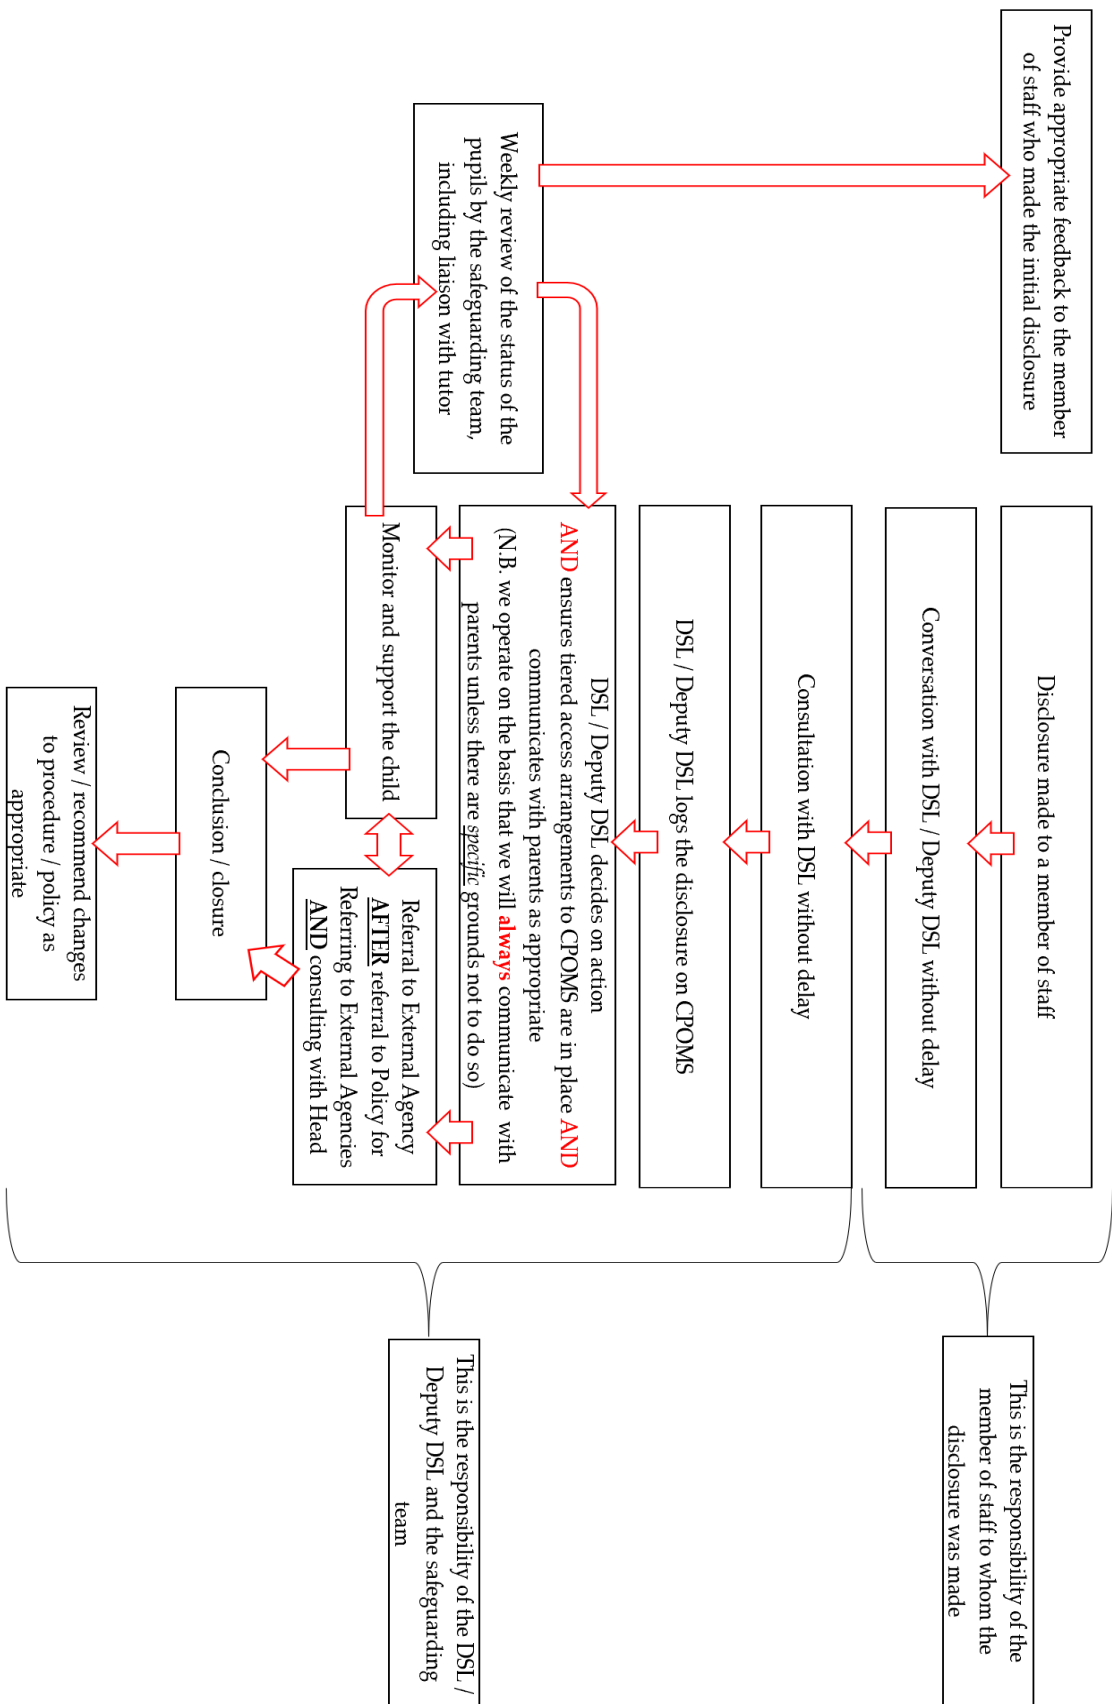 Provide appropriate feedback to the member
of staff who made the initial disclosure
Disclosure made to a member of staff
This is the responsibility of the
member of staff to whom the
disclosure was made
Conversation with DSL / Deputy DSL without delay
Consultation with DSL without delay
DSL / Deputy DSL logs the disclosure on CPOMS
Weekly review of the status of the
pupils by the safeguarding team,
including liaison with tutor
DSL / Deputy DSL decides on action
AND ensures tiered access arrangements to CPOMS are in place AND
communicates with parents as appropriate
(N.B. we operate on the basis that we will always communicate with
parents unless there are specific grounds not to do so)
This is the responsibility of the DSL /
Deputy DSL and the safeguarding
team
Monitor and support the child
Referral to External Agency
AFTER referral to Policy for
Referring to External Agencies
AND consulting with Head
Conclusion / closure
Review / recommend changes
to procedure / policy as
appropriate